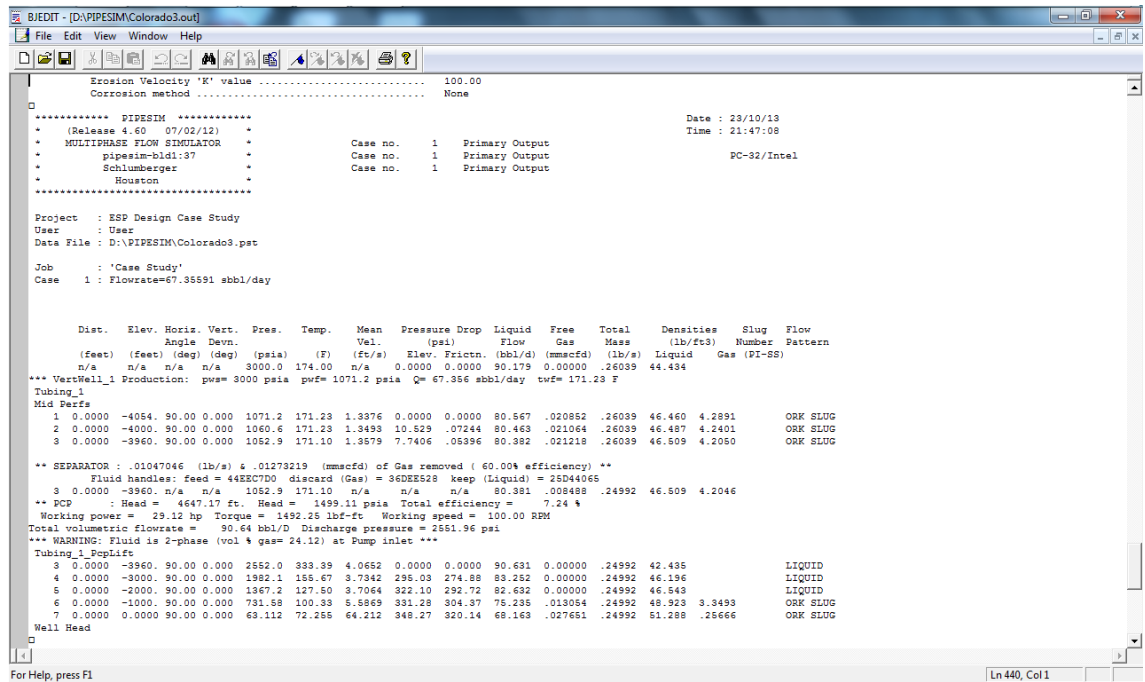 BJEDIT - [D:\PIPESIM\Colorado3.out]
File Edit View Window Help
Erosion Velocity 'K' value ........................... 100.00
Corrosion method ..................................... None
************ PIPESIM ************ Date : 23/10/13
* (Release 4.60 07/02/12) * Time : 21:47:08
* MULTIPHASE FLOW SIMULATOR * Case no. 1 Primary Output
* pipesim-bld1:37 * Case no. 1 Primary Output PC-32/Intel
* Schlumberger * Case no. 1 Primary Output
* Houston *
***********************************
Project : ESP Design Case Study
User : User
Data File : D:\PIPESIM\Colorado3.pst
Job : 'Case Study'
Case 1 : Flowrate=67.35591 sbbl/day
Dist. Elev. Horiz. Vert. Pres. Temp. Mean Pressure Drop Liquid Free Total Densities Slug Flow
Angle Devn. Vel. (psi) Flow Gas Mass (lb/ft3) Number Pattern
(feet) (feet) (deg) (deg) (psia) (F) (ft/s) Elev. Frictn. (bbl/d) (mmscfd) (lb/s) Liquid Gas (PI-SS)
n/a n/a n/a n/a 3000.0 174.00 n/a 0.0000 0.0000 90.179 0.00000 .26039 44.434
*** VertWell_1 Production: pws= 3000 psia pwf= 1071.2 psia Q= 67.356 sbbl/day twf= 171.23 F
Tubing_1
Mid Perfs
1 0.0000 -4054. 90.00 0.000 1071.2 171.23 1.3376 0.0000 0.0000 80.567 .020852 .26039 46.460 4.2891 ORK SLUG
2 0.0000 -4000. 90.00 0.000 1060.6 171.23 1.3493 10.529 .07244 80.463 .021064 .26039 46.487 4.2401 ORK SLUG
3 0.0000 -3960. 90.00 0.000 1052.9 171.10 1.3579 7.7406 .05396 80.382 .021218 .26039 46.509 4.2050 ORK SLUG
** SEPARATOR : .01047046 (lb/s) & .01273219 (mmscfd) of Gas removed ( 60.00% efficiency) **
Fluid handles: feed = 44EEC7D0 discard (Gas) = 36DEE528 keep (Liquid) = 25D44065
3 0.0000 -3960. n/a n/a 1052.9 171.10 n/a n/a n/a 80.381 .008488 .24992 46.509 4.2046
** PCP : Head = 4647.17 ft. Head = 1499.11 psia Total efficiency = 7.24 %
Working power = 29.12 hp Torque = 1492.25 lbf-ft Working speed = 100.00 RPM
Total volumetric flowrate = 90.64 bbl/D Discharge pressure = 2551.96 psi
*** WARNING: Fluid is 2-phase (vol % gas= 24.12) at Pump inlet ***
Tubing_1_PcpLift
3 0.0000 -3960. 90.00 0.000 2552.0 333.39 4.0652 0.0000 0.0000 90.631 0.00000 .24992 42.435 LIQUID
4 0.0000 -3000. 90.00 0.000 1982.1 155.67 3.7342 295.03 274.88 83.252 0.00000 .24992 46.196 LIQUID
5 0.0000 -2000. 90.00 0.000 1367.2 127.50 3.7064 322.10 292.72 82.632 0.00000 .24992 46.543 LIQUID
6 0.0000 -1000. 90.00 0.000 731.58 100.33 5.5869 331.28 304.37 75.235 .013054 .24992 48.923 3.3493 ORK SLUG
7 0.0000 0.0000 90.00 0.000 63.112 72.255 64.212 348.27 320.14 68.163 .027651 .24992 51.288 .25666 ORK SLUG
Well Head
For Help, press F1 Ln 440, Col 1